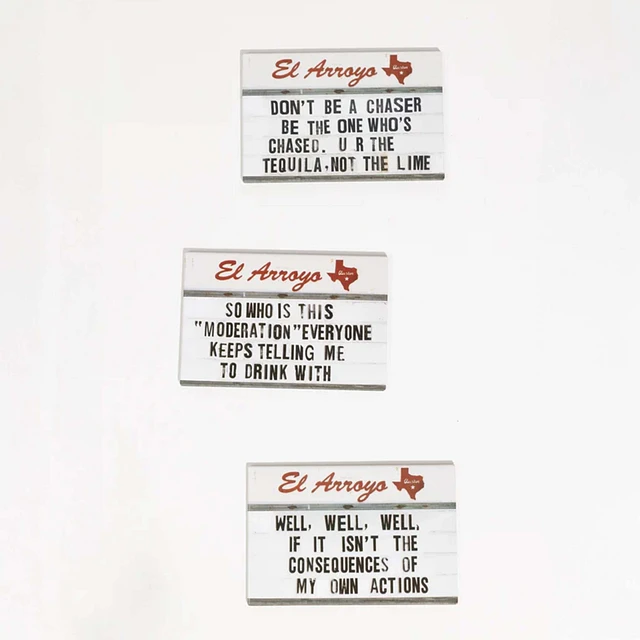 El Arroyo
DON'T BE A CHASER
BE THE ONE WHO'S
CHASED. U R THE
TEQUILA, NOT THE LIME
El Arroyo
SO WHO IS THIS
"MODERATION" EVERYONE
KEEPS TELLING ME
TO DRINK WITH
El Arroyo
WELL, WELL, WELL,
IF IT ISN'T THE
CONSEQUENCES OF
MY OWN ACTIONS